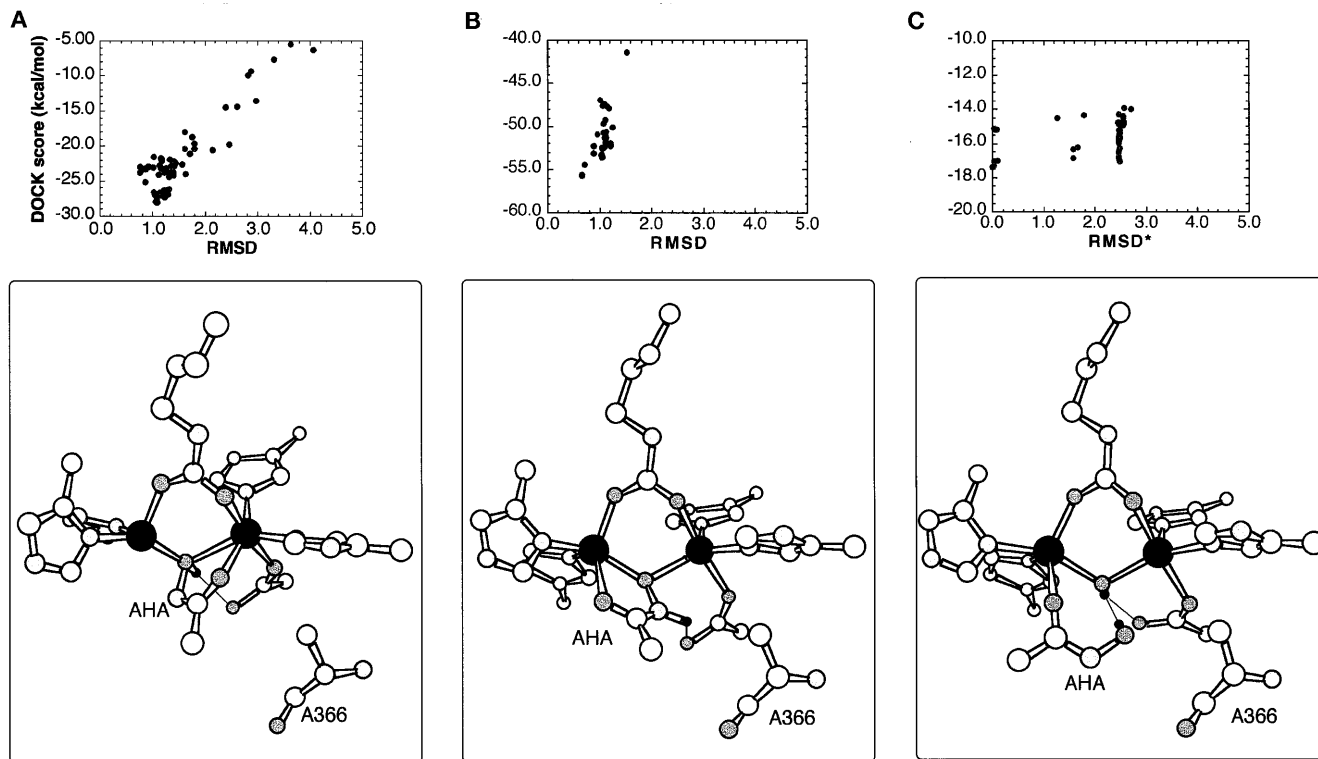 A
DOCK score (kcal/mol)
-5.00
-10.0
-15.0
-20.0
-25.0
-30.0
0.0 1.0 2.0 3.0 4.0 5.0
RMSD
B
-40.0
-45.0
-50.0
-55.0
-60.0
0.0 1.0 2.0 3.0 4.0 5.0
RMSD
C
-10.0
-12.0
-14.0
-16.0
-18.0
-20.0
0.0 1.0 2.0 3.0 4.0 5.0
RMSD*
AHA
A366
AHA
A366
AHA
A366